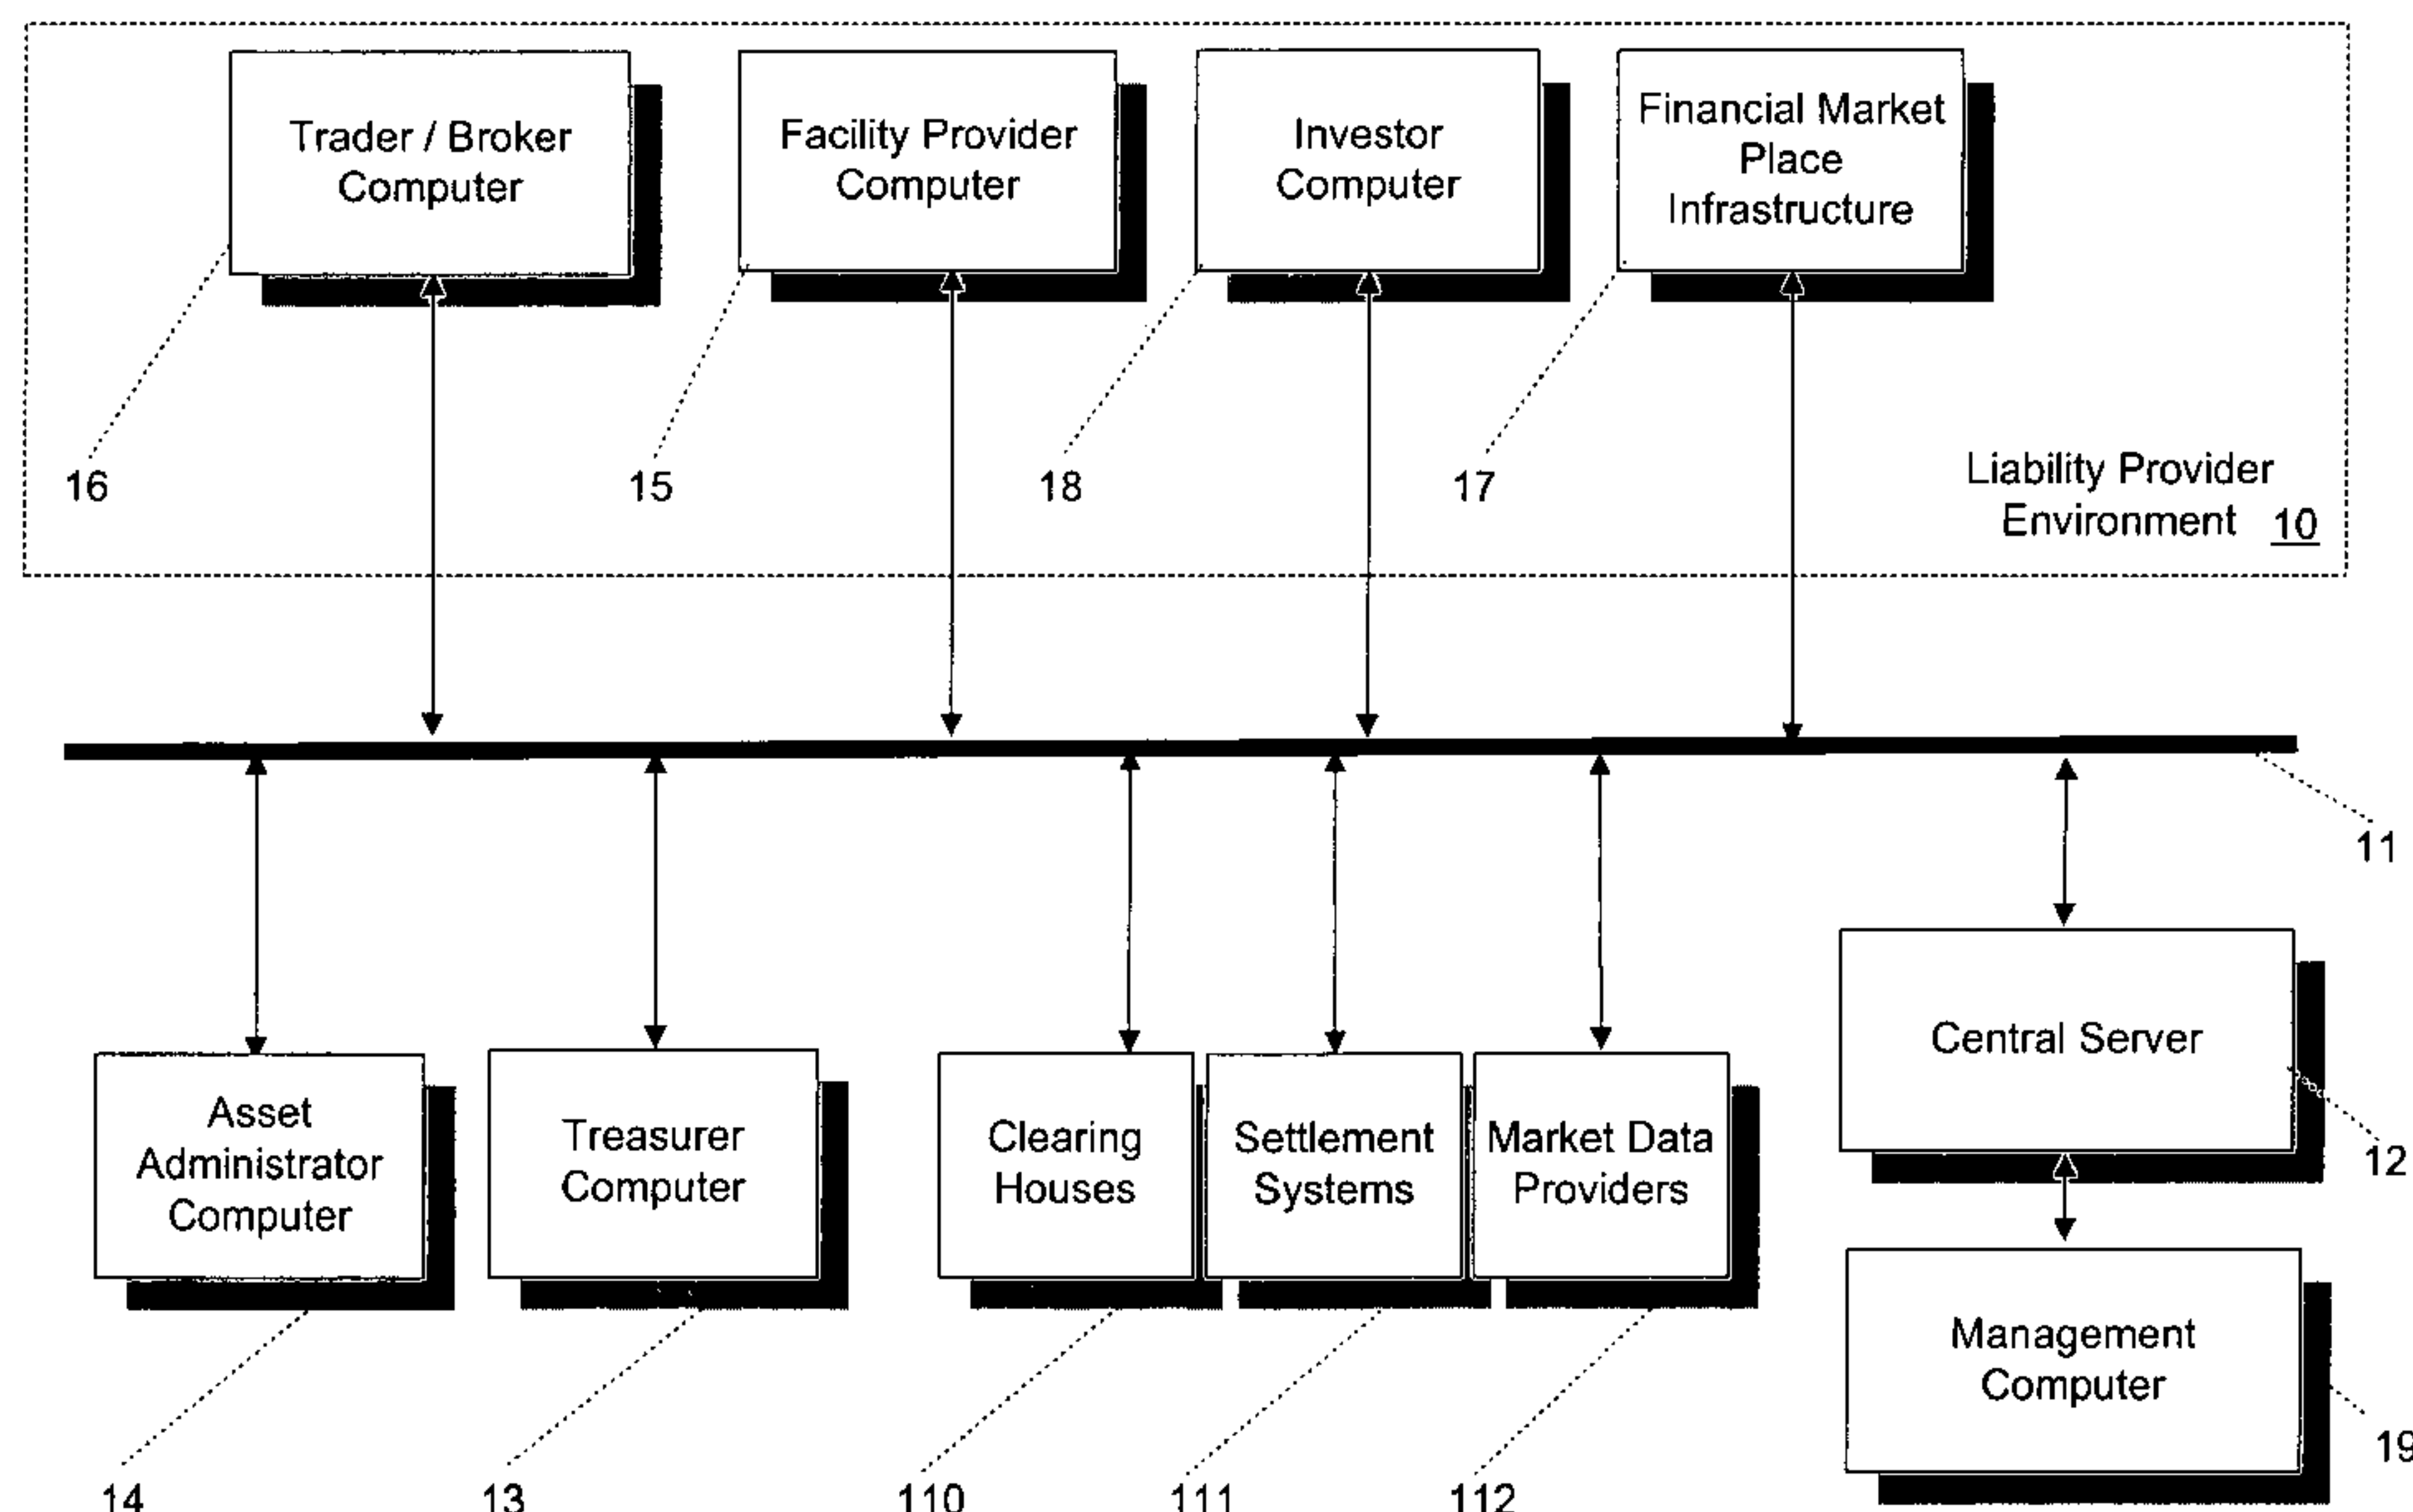 Trader / Broker
Computer
Facility Provider
Computer
Investor
Computer
Financial Market
Place
Infrastructure
16
15
18
17
Liability Provider
Environment 10
11
Central Server
12
Asset
Administrator
Computer
Treasurer
Computer
Clearing
Houses
Settlement
Systems
Market Data
Providers
Management
Computer
19
14
13
110
111
112